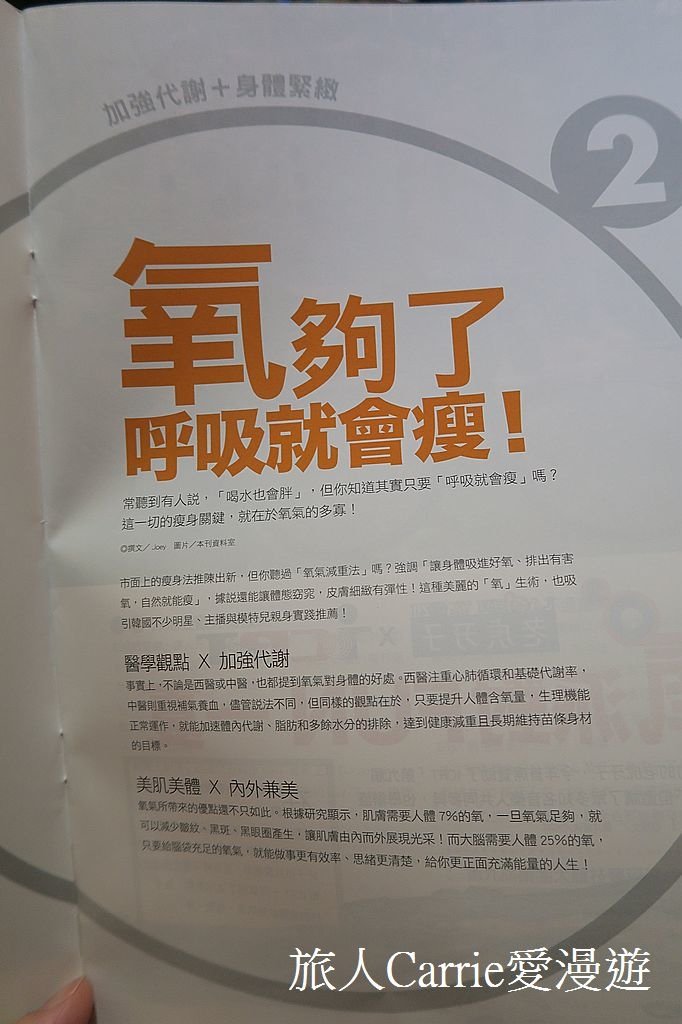 加強代謝＋身體緊緻
2
氧夠了
呼吸就會瘦！
常聽到有人說，「喝水也會胖」，但你知道其實只要「呼吸就會瘦」嗎？
這一切的瘦身關鍵，就在於氧氣的多寡！
◎撰文／Joey　圖片／本刊資料室
市面上的瘦身法推陳出新，但你聽過「氧氣減重法」嗎？強調「讓身體吸進好氧、排出有害
氧，自然就能瘦」，據說還能讓體態窈窕，皮膚細緻有彈性！這種美麗的「氧」生術，也吸
引韓國不少明星、主播與模特兒親身實踐推薦！
醫學觀點 X 加強代謝
事實上，不論是西醫或中醫，也都提到氧氣對身體的好處。西醫注重心肺循環和基礎代謝率，
中醫則重視補氣養血，儘管說法不同，但同樣的觀點在於，只要提升人體含氧量，生理機能
正常運作，就能加速體內代謝、脂肪和多餘水分的排除，達到健康減重且長期維持苗條身材
的目標。
美肌美體 X 內外兼美
氧氣所帶來的優點還不只如此。根據研究顯示，肌膚需要人體 7%的氧，一旦氧氣足夠，就
可以減少皺紋、黑斑、黑眼圈產生，讓肌膚由內而外展現光采！而大腦需要人體 25%的氧，
只要給腦袋充足的氧氣，就能做事更有效率、思緒更清楚，給你更正面充滿能量的人生！
旅人Carrie愛漫遊